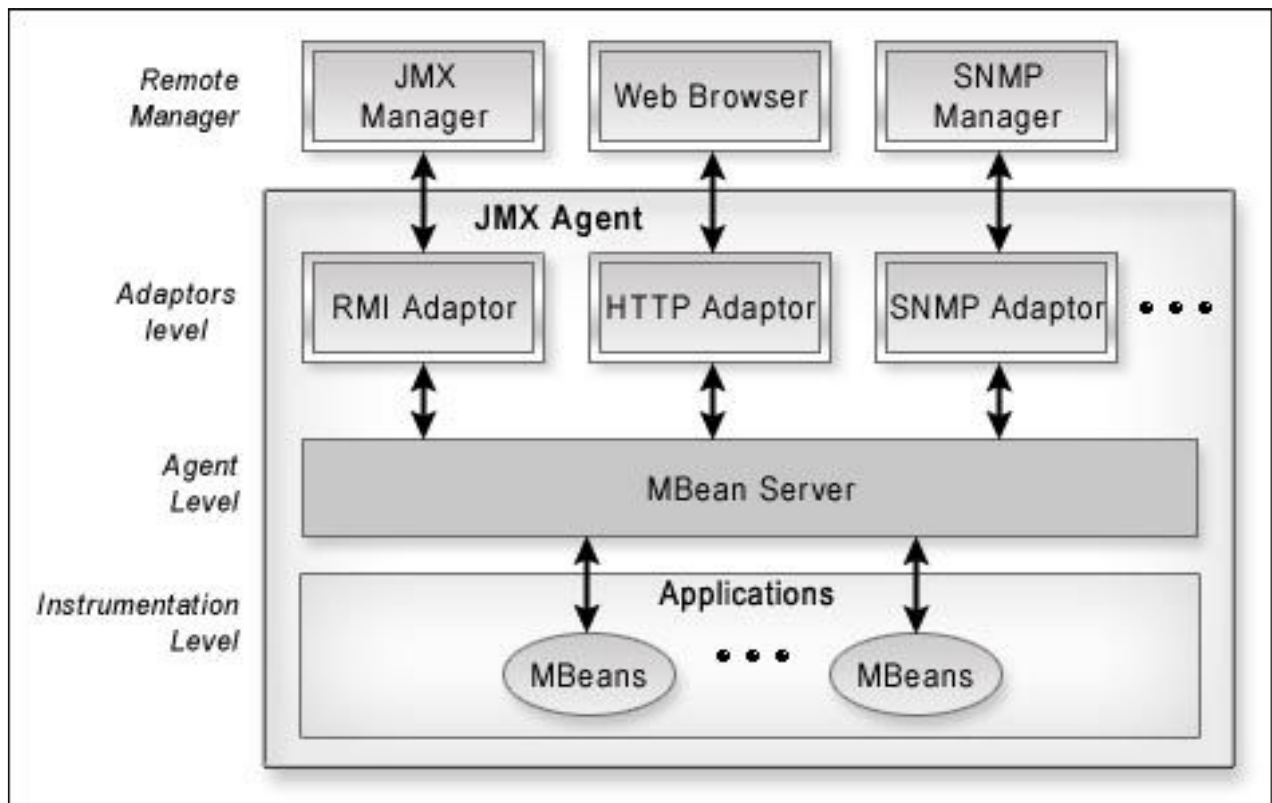 Remote
Manager
JMX
Manager
Web Browser
SNMP
Manager
JMX Agent
Adaptors
level
RMI Adaptor
HTTP Adaptor
SNMP Adaptor
Agent
Level
MBean Server
Instrumentation
Level
Applications
MBeans
MBeans